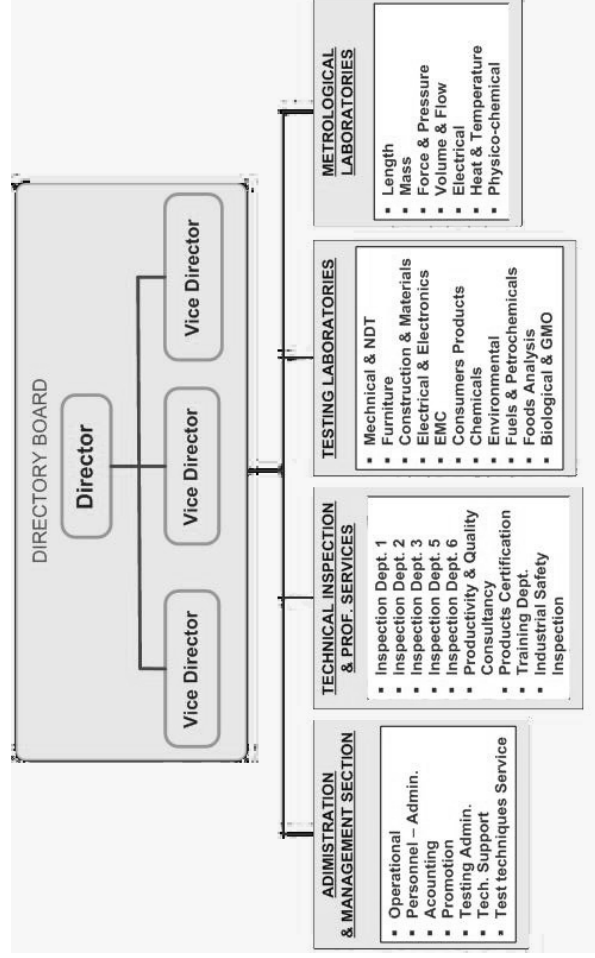 DIRECTORY BOARD
Director
Vice Director
Vice Director
Vice Director
ADIMISTRATION
& MANAGEMENT SECTION
▪ Operational
▪ Personnel – Admin.
▪ Acounting
▪ Promotion
▪ Testing Admin.
▪ Tech. Support
▪ Test techniques Service
TECHNICAL INSPECTION
& PROF. SERVICES
▪ Inspection Dept. 1
▪ Inspection Dept. 2
▪ Inspection Dept. 3
▪ Inspection Dept. 5
▪ Inspection Dept. 6
▪ Productivity & Quality
Consultancy
▪ Products Certification
▪ Training Dept.
▪ Industrial Safety
Inspection
TESTING LABORATORIES
▪ Mechnical & NDT
▪ Furniture
▪ Construction & Materials
▪ Electrical & Electronics
▪ EMC
▪ Consumers Products
▪ Chemicals
▪ Environmental
▪ Fuels & Petrochemicals
▪ Foods Analysis
▪ Biological & GMO
METROLOGICAL
LABORATORIES
▪ Length
▪ Mass
▪ Force & Pressure
▪ Volume & Flow
▪ Electrical
▪ Heat & Temperature
▪ Physico-chemical